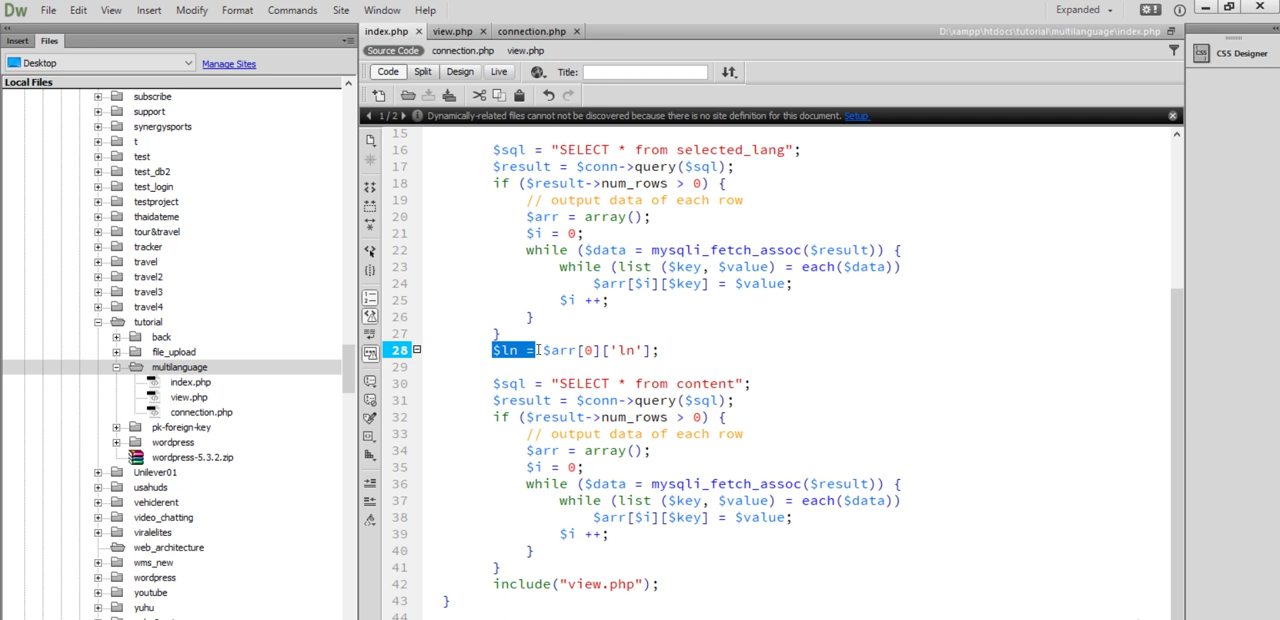 Dw File Edit View Insert Modify Format Commands Site Window Help Expanded
Insert Files
index.php view.php connection.php D:\xampp\htdocs\tutorial\multilanguage\index.php
Desktop Manage Sites
Source Code connection.php view.php
CSS Designer
Code Split Design Live Title:
Local Files
1/2 Dynamically-related files cannot not be discovered because there is no site definition for this document. Setup
subscribe
support
synergysports
t
test
test_db2
test_login
testproject
thaidateme
tour&travel
tracker
travel
travel2
travel3
travel4
tutorial
back
file_upload
multilanguage
index.php
view.php
connection.php
pk-foreign-key
wordpress
wordpress-5.3.2.zip
Unilever01
usahuds
vehiderent
video_chatting
viralelites
web_architecture
wms_new
wordpress
youtube
yuhu
15
16 $sql = "SELECT * from selected_lang";
17 $result = $conn->query($sql);
18 if ($result->num_rows > 0) {
19 // output data of each row
20 $arr = array();
21 $i = 0;
22 while ($data = mysqli_fetch_assoc($result)) {
23 while (list ($key, $value) = each($data))
24 $arr[$i][$key] = $value;
25 $i ++;
26 }
27 }
28 $ln = $arr[0]['ln'];
29
30 $sql = "SELECT * from content";
31 $result = $conn->query($sql);
32 if ($result->num_rows > 0) {
33 // output data of each row
34 $arr = array();
35 $i = 0;
36 while ($data = mysqli_fetch_assoc($result)) {
37 while (list ($key, $value) = each($data))
38 $arr[$i][$key] = $value;
39 $i ++;
40 }
41 }
42 include("view.php");
43 }
44